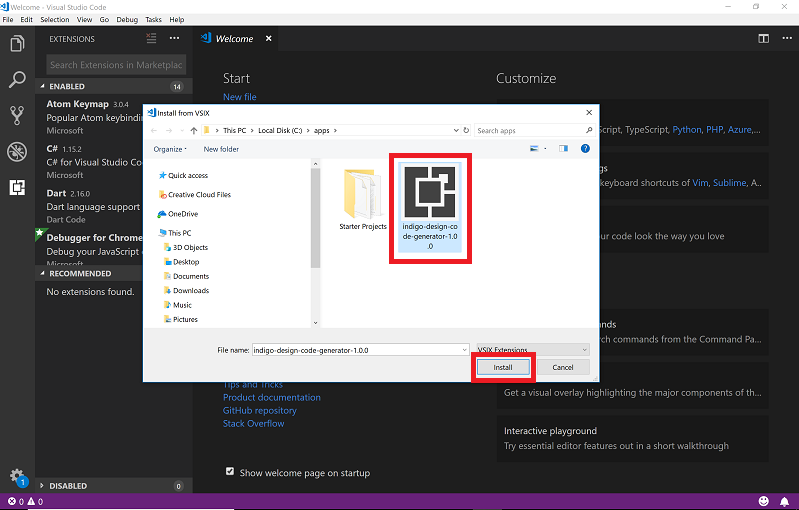 Welcome - Visual Studio Code
File Edit Selection View Go Debug Tasks Help
EXTENSIONS
Welcome
Search Extensions in Marketplac
ENABLED 14
Atom Keymap 3.0.4
Popular Atom keybindin
Microsoft
C# 1.15.2
C# for Visual Studio Co
Microsoft
Dart 2.16.0
Dart language support
Dart Code
Debugger for Chrome
Debug your JavaScript
Microsoft
RECOMMENDED
No extensions found.
DISABLED 0
1
Start
New file
Customize
TypeScript, Python, PHP, Azure,...
gs
keyboard shortcuts of Vim, Sublime, A...
ur code look the way you love
Install from VSIX
This PC > Local Disk (C:) > apps >
Search apps
Organize
New folder
Quick access
Creative Cloud Files
OneDrive
This PC
3D Objects
Desktop
Documents
Downloads
Music
Pictures
Starter Projects
indigo-design-co
de-generator-1.0
.0
File name: indigo-design-code-generator-1.0.0
VSIX Extensions
Install
Cancel
Tips and Tricks
Product documentation
GitHub repository
Stack Overflow
Show welcome page on startup
nds
rch commands from the Command Pa...
Get a visual overlay highlighting the major components of th...
Interactive playground
Try essential editor features out in a short walkthrough
0 0